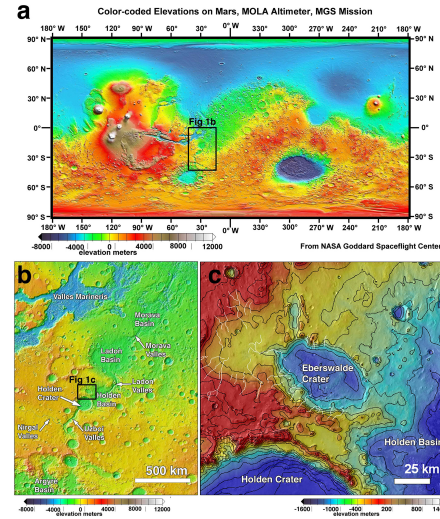 a
Color-coded Elevations on Mars, MOLA Altimeter, MGS Mission
180° W 150° 120° 90° 60° 30° 0° W 330° 300° 270° 240° 210° 180° W
90° N 90° N
60° 60°
30° 30°
Fig 1b
0° 0°
30° 30°
60° 60°
90° S 90° S
180° W 150° 120° 90° 60° 30° 0° W 330° 300° 270° 240° 210° 180° W
-8000 -4000 0 4000 8000 12000
elevation meters
From NASA Goddard Spaceflight Center
b
Valles Marineris
Morava
Valles
Ladon
Basin
Fig 1c
Ladon
Valles
Holden
Crater
Holden
Basin
Nirgal
Valles
Uzboi
Valles
Argyre
Basin
500 km
-8000 -4000 0 4000 8000 12000
elevation meters
c
Eberswalde
Crater
Holden Basin
Holden Crater
25 km
-1600 -1000 -400 200 800
elevation meters